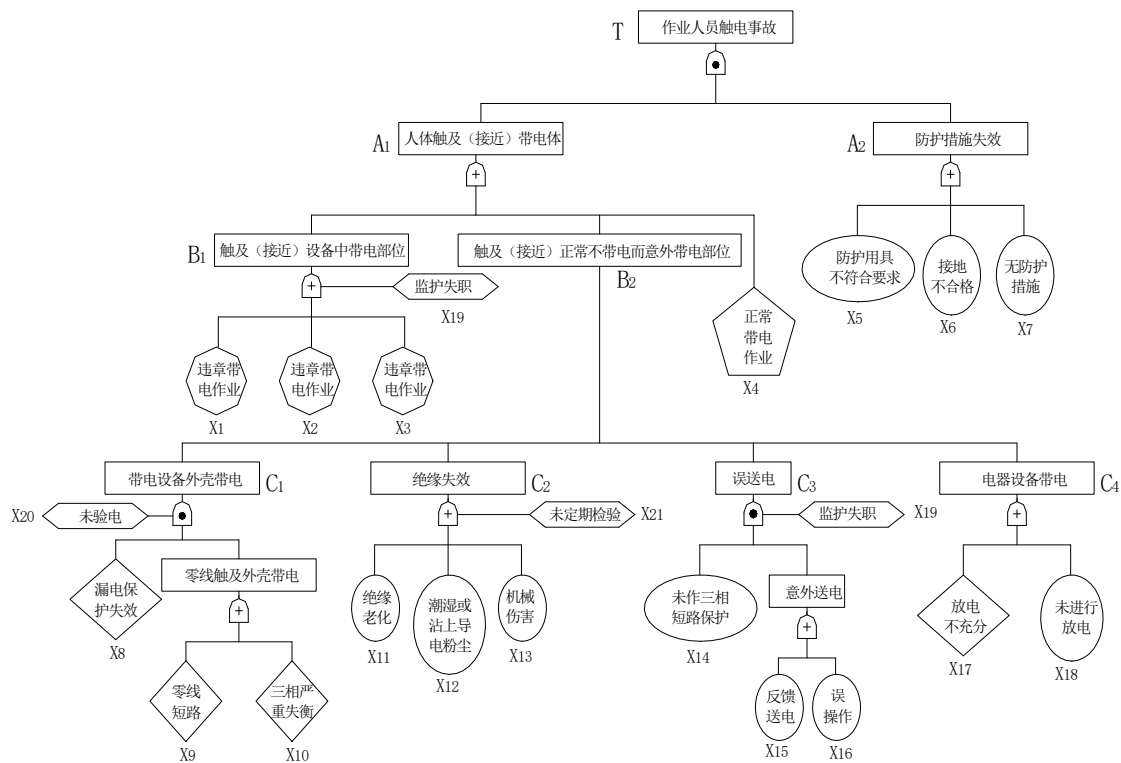 T
作业人员触电事故
A1
人体触及（接近）带电体
A2
防护措施失效
+
+
B1
触及（接近）设备中带电部位
触及（接近）正常不带电而意外带电部位
B2
+
监护失职
X19
防护用具
不符合要求
X5
接地
不合格
X6
无防护
措施
X7
正常
带电
作业
X4
违章带
电作业
X1
违章带
电作业
X2
违章带
电作业
X3
带电设备外壳带电
C1
绝缘失效
C2
误送电
C3
电器设备带电
C4
X20
未验电
+
未定期检验
X21
监护失职
X19
+
漏电保
护失效
X8
零线触及外壳带电
+
绝缘
老化
X11
潮湿或
沾上导
电粉尘
X12
机械
伤害
X13
未作三相
短路保护
X14
意外送电
+
放电
不充分
X17
未进行
放电
X18
零线
短路
X9
三相严
重失衡
X10
反馈
送电
X15
误
操作
X16